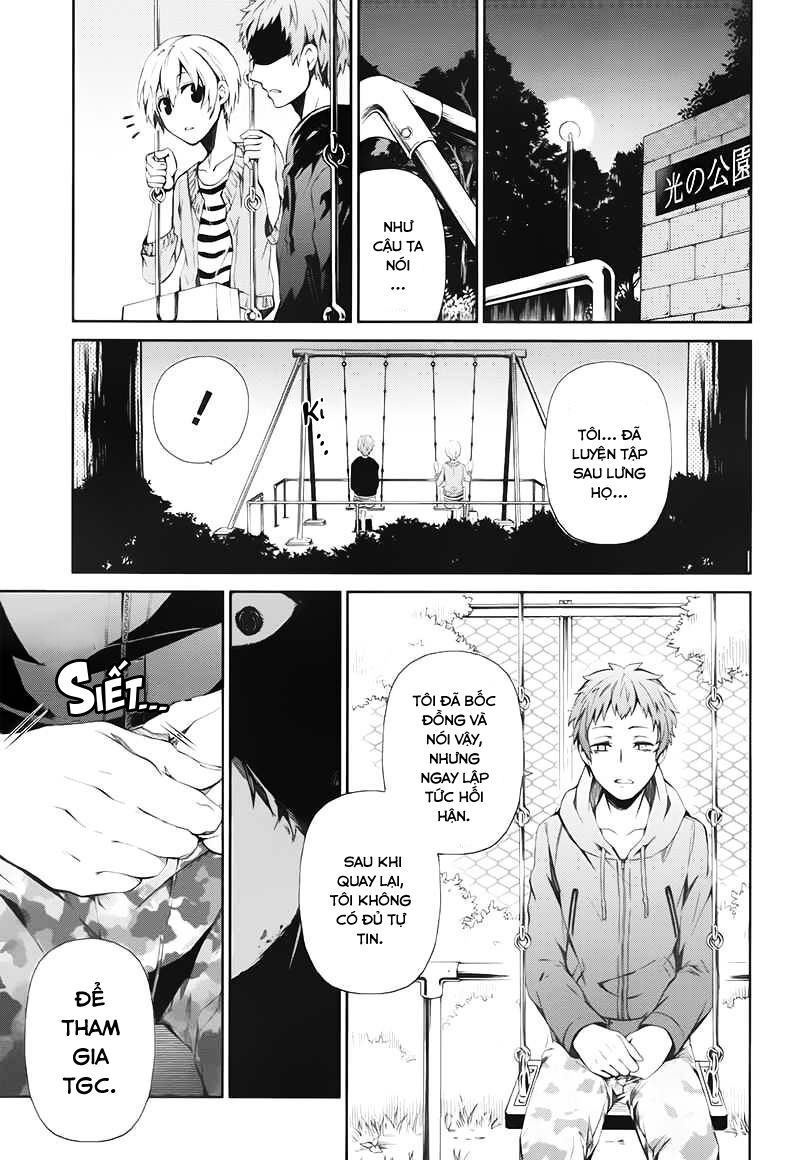 光の公園
NHƯ
CẬU TA
NÓI
...
TÔI... ĐÃ
LUYỆN TẬP
SAU LƯNG
HỌ...
KÍ
...
!
TÔI ĐÃ BỐC
ĐỒNG VÀ
NÓI VẬY,
NHƯNG
NGAY LẬP
TỨC HỐI
HẬN.
SAU KHI
QUAY LẠI,
TÔI KHÔNG
CÓ ĐỦ TỰ
TIN.
SIẾT...
ĐỂ
THAM
GIA
TGC.